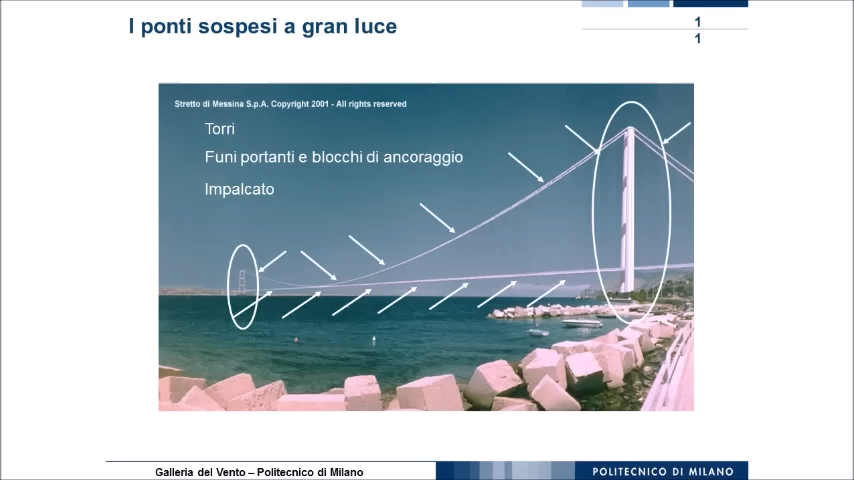 I ponti sospesi a gran luce
1
1
Stretto di Messina S.p.A. Copyright 2001 - All rights reserved
Torri
Funi portanti e blocchi di ancoraggio
Impalcato
Galleria del Vento – Politecnico di Milano
POLITECNICO DI MILANO